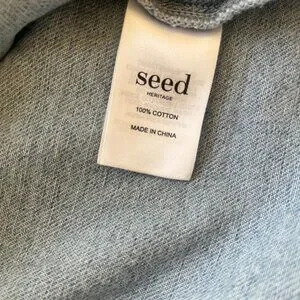 seed
HERITAGE
100% COTTON
MADE IN CHINA